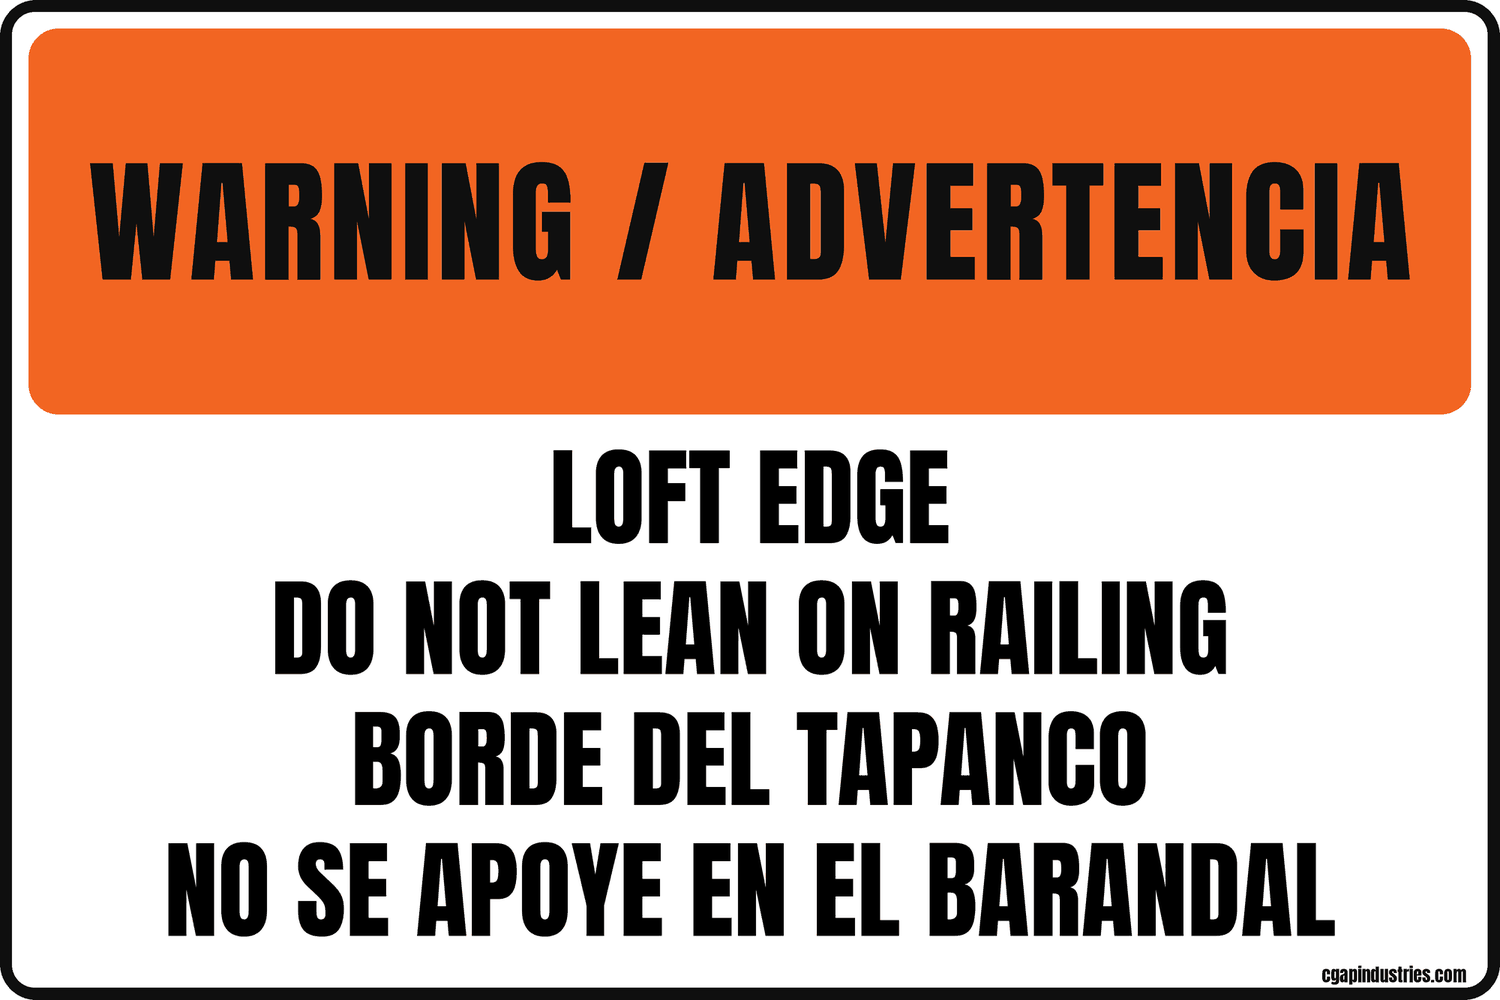 WARNING / ADVERTENCIA
LOFT EDGE
DO NOT LEAN ON RAILING
BORDE DEL TAPANCO
NO SE APOYE EN EL BARANDAL
cgapindustries.com